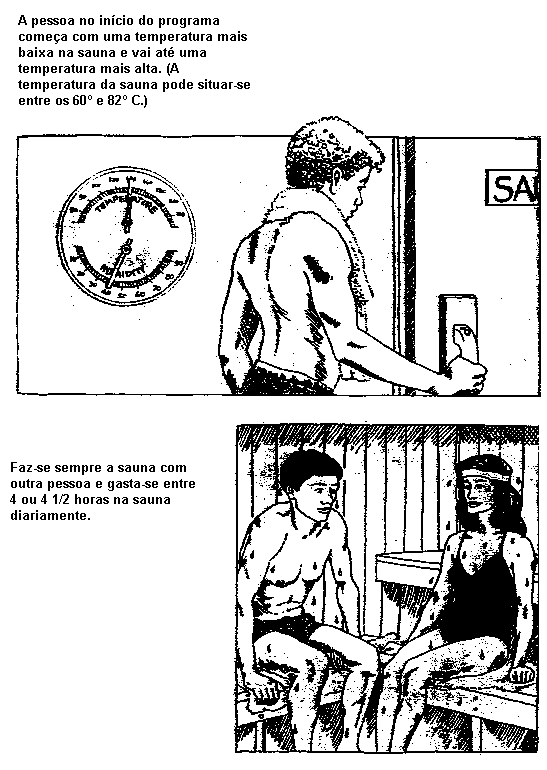 A pessoa no início do programa
começa com uma temperatura mais
baixa na sauna e vai até uma
temperatura mais alta. (A
temperatura da sauna pode situar-se
entre os 60° e 82° C.)
TEMPERATURE
HUMIDITY
SA
Faz-se sempre a sauna com
outra pessoa e gasta-se entre
4 ou 4 1/2 horas na sauna
diariamente.